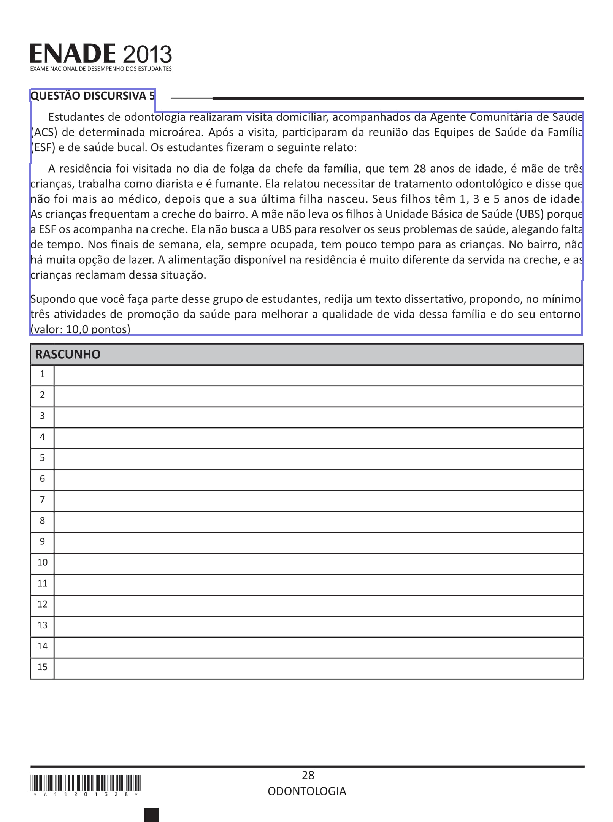 ENADE 2013
EXAME NACIONAL DE DESEMPENHO DOS ESTUDANTES
QUESTÃO DISCURSIVA 5
Estudantes de odontologia realizaram visita domiciliar, acompanhados da Agente Comunitária de Saúde
(ACS) de determinada microárea. Após a visita, participaram da reunião das Equipes de Saúde da Família
(ESF) e de saúde bucal. Os estudantes fizeram o seguinte relato:
A residência foi visitada no dia de folga da chefe da família, que tem 28 anos de idade, é mãe de três
crianças, trabalha como diarista e é fumante. Ela relatou necessitar de tratamento odontológico e disse que
não foi mais ao médico, depois que a sua última filha nasceu. Seus filhos têm 1, 3 e 5 anos de idade.
As crianças frequentam a creche do bairro. A mãe não leva os filhos à Unidade Básica de Saúde (UBS) porque
a ESF os acompanha na creche. Ela não busca a UBS para resolver os seus problemas de saúde, alegando falta
de tempo. Nos finais de semana, ela, sempre ocupada, tem pouco tempo para as crianças. No bairro, não
há muita opção de lazer. A alimentação disponível na residência é muito diferente da servida na creche, e as
crianças reclamam dessa situação.
Supondo que você faça parte desse grupo de estudantes, redija um texto dissertativo, propondo, no mínimo
três atividades de promoção da saúde para melhorar a qualidade de vida dessa família e do seu entorno
(valor: 10,0 pontos)
RASCUNHO
1
2
3
4
5
6
7
8
9
10
11
12
13
14
15
28
ODONTOLOGIA